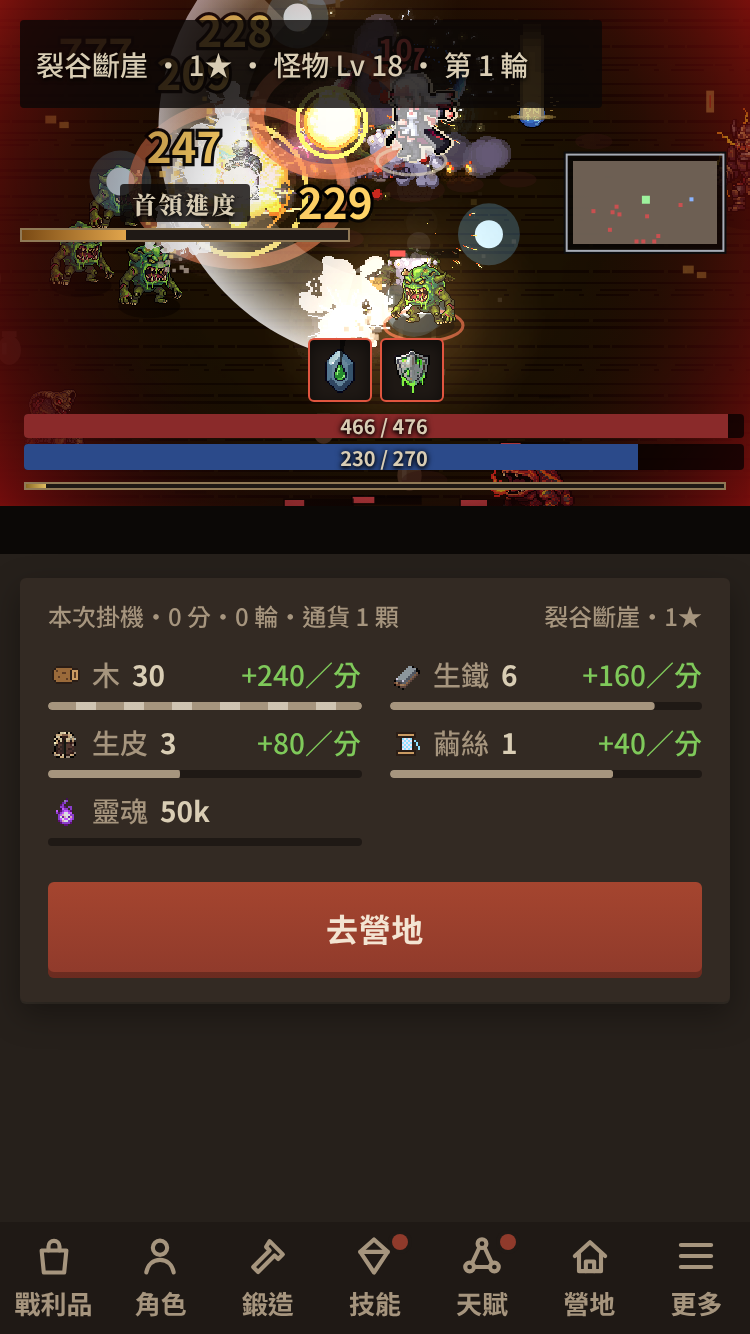 777
228
209
107
裂谷斷崖 · 1★ · 怪物 Lv 18 · 第 1 輪
247
首領進度
229
466 / 476
230 / 270
本次掛機·0 分·0 輪·通貨 1 顆
裂谷斷崖·1★
木 30 +240／分
生鐵 6 +160／分
生皮 3 +80／分
繭絲 1 +40／分
靈魂 50k
去營地
戰利品 角色 鍛造 技能 天賦 營地 更多